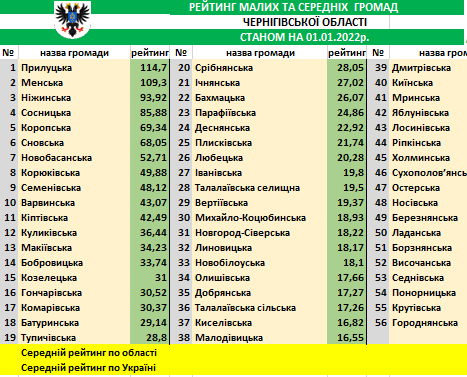 РЕЙТИНГ МАЛИХ ТА СЕРЕДНІХ ГРОМАД
ЧЕРНІГІВСЬКОЇ ОБЛАСТІ
СТАНОМ НА 01.01.2022р.
№ назва громади рейтинг № назва громади рейтинг № назва гро
1 Прилуцька 114,7 20 Срібнянська 28,05 39 Дмитрівська
2 Менська 109,3 21 Ічнянська 27,02 40 Киїнська
3 Ніжинська 93,92 22 Бахмацька 26,07 41 Мринська
4 Сосницька 85,88 23 Парафіївська 24,86 42 Яблунівська
5 Коропська 69,34 24 Деснянська 22,92 43 Лосинівська
6 Сновська 68,05 25 Плисківська 21,74 44 Ріпкінська
7 Новобасанська 52,71 26 Любецька 20,28 45 Холминська
8 Корюківська 49,88 27 Іванівська 19,8 46 Сухополов'янсь
9 Семенівська 48,12 28 Талалаївська селищна 19,5 47 Остерська
10 Варвинська 43,07 29 Вертіївська 19,37 48 Носівська
11 Кіптівська 42,49 30 Михайло-Коцюбинська 18,93 49 Березнянська
12 Куликівська 36,44 31 Новгород-Сіверська 18,22 50 Ладанська
13 Макіївська 34,23 32 Линовицька 18,17 51 Борзнянська
14 Бобровицька 33,74 33 Новобілоуська 18,1 52 Височанська
15 Козелецька 31 34 Олишівська 17,66 53 Седнівська
16 Гончарівська 30,52 35 Добрянська 17,27 54 Понорницька
17 Комарівська 30,37 36 Талалаївська сільська 17,26 55 Крутівська
18 Батуринська 29,14 37 Киселівська 16,82 56 Городнянська
19 Тупичівська 28,8 38 Малодівицька 16,55
Середній рейтинг по області
Середній рейтинг по Україні